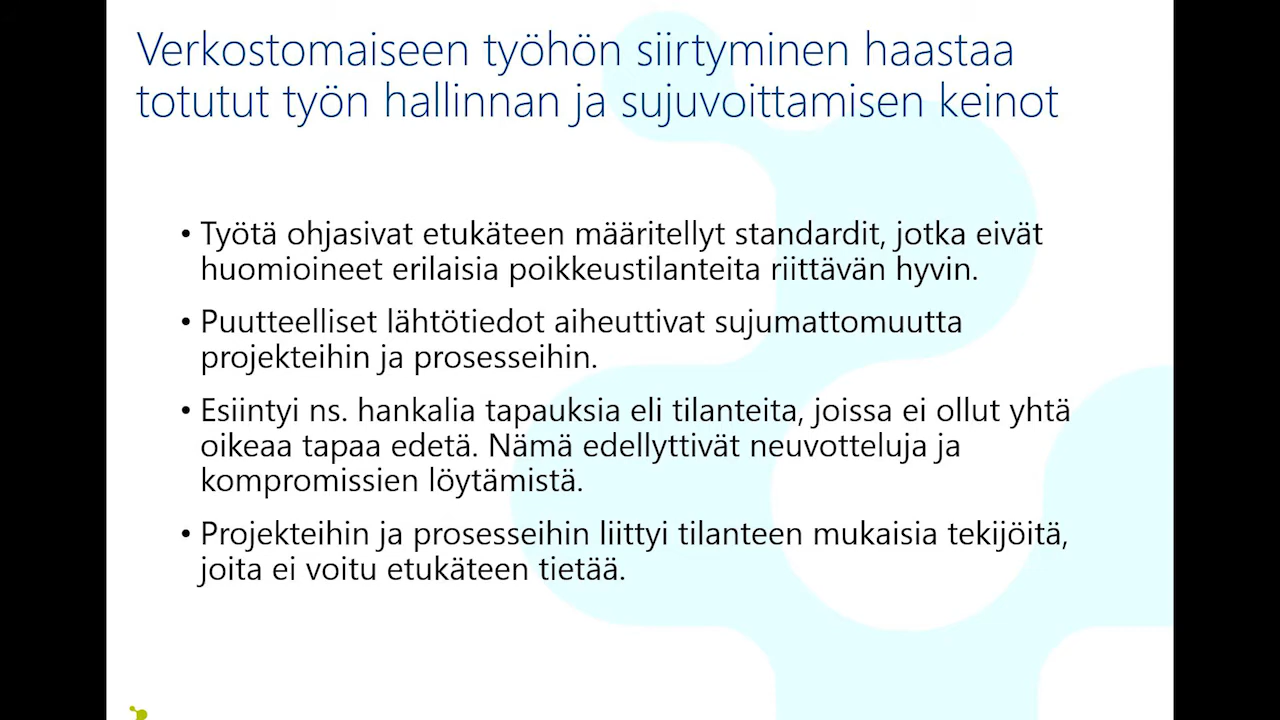 Verkostomaiseen työhön siirtyminen haastaa
totutut työn hallinnan ja sujuvoittamisen keinot
• Työtä ohjasivat etukäteen määritellyt standardit, jotka eivät
huomioineet erilaisia poikkeustilanteita riittävän hyvin.
• Puutteelliset lähtötiedot aiheuttivat sujumattomuutta
projekteihin ja prosesseihin.
• Esiintyi ns. hankalia tapauksia eli tilanteita, joissa ei ollut yhtä
oikeaa tapaa edetä. Nämä edellyttivät neuvotteluja ja
kompromissien löytämistä.
• Projekteihin ja prosesseihin liittyi tilanteen mukaisia tekijöitä,
joita ei voitu etukäteen tietää.